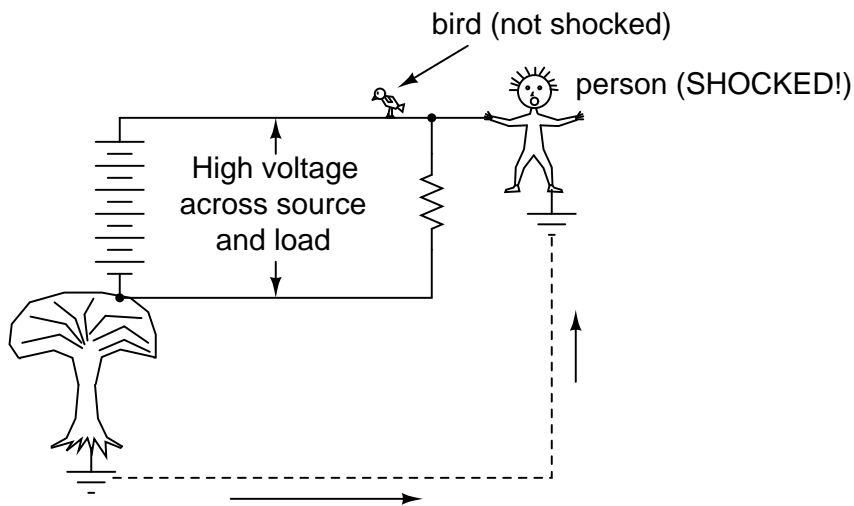 bird (not shocked)
person (SHOCKED!)
High voltage
across source
and load